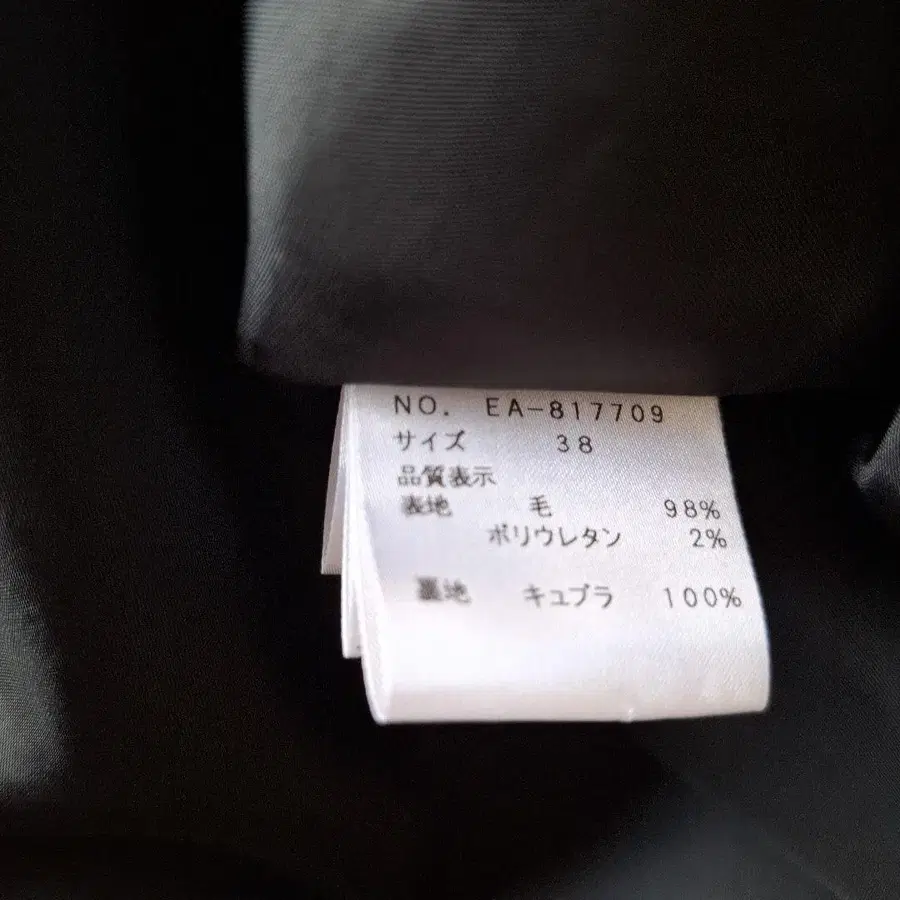 NO. EA-817709
サイズ 38
品質表示
表地 毛 98%
ポリウレタン 2%
裏地 キュプラ 100%